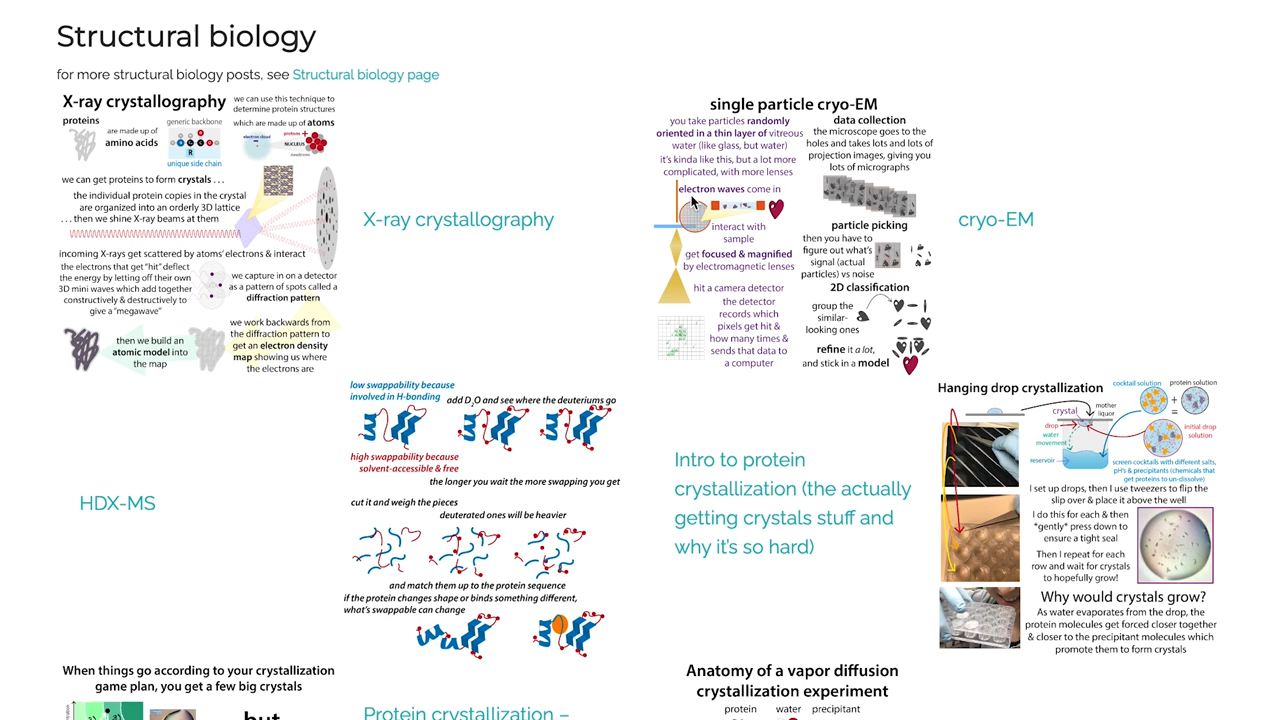 Structural biology
for more structural biology posts, see Structural biology page
X-ray crystallography
we can use this technique to
determine protein structures
proteins
are made up of
amino acids
generic backbone
R
unique side chain
which are made up of atoms
electron cloud
protons +
NUCLEUS
neutrons
we can get proteins to form crystals . . .
the individual protein copies in the crystal
are organized into an orderly 3D lattice
. . . then we shine X-ray beams at them
incoming X-rays get scattered by atoms' electrons & interact
the electrons that get "hit" deflect
the energy by letting off their own
3D mini waves which add together
constructively & destructively to
give a "megawave"
we capture in on a detector
as a pattern of spots called a
diffraction pattern
we work backwards from
the diffraction pattern to
get an electron density
map showing us where
the electrons are
then we build an
atomic model into
the map
X-ray crystallography
single particle cryo-EM
you take particles randomly
oriented in a thin layer of vitreous
water (like glass, but water)
it's kinda like this, but a lot more
complicated, with more lenses
electron waves come in
interact with
sample
get focused & magnified
by electromagnetic lenses
hit a camera detector
the detector
records which
pixels get hit &
how many times &
sends that data to
a computer
data collection
the microscope goes to the
holes and takes lots and lots of
projection images, giving you
lots of micrographs
particle picking
then you have to
figure out what's
signal (actual
particles) vs noise
2D classification
group the
similar-
looking ones
refine it a lot,
and stick in a model
cryo-EM
HDX-MS
low swappability because
involved in H-bonding
add D2O and see where the deuteriums go
high swappability because
solvent-accessible & free
the longer you wait the more swapping you get
cut it and weigh the pieces
deuterated ones will be heavier
and match them up to the protein sequence
if the protein changes shape or binds something different,
what's swappable can change
Intro to protein
crystallization (the actually
getting crystals stuff and
why it's so hard)
Hanging drop crystallization
cocktail solution
protein solution
+
=
crystal
mother
liquor
drop
water
movement
reservoir
initial drop
solution
screen cocktails with different salts,
pH's & precipitants (chemicals that
get proteins to un-dissolve)
I set up drops, then I use tweezers to flip the
slip over & place it above the well
I do this for each & then
*gently* press down to
ensure a tight seal
Then I repeat for each
row and wait for crystals
to hopefully grow!
Why would crystals grow?
As water evaporates from the drop, the
protein molecules get forced closer together
& closer to the precipitant molecules which
promote them to form crystals
When things go according to your crystallization
game plan, you get a few big crystals
but
Protein crystallization –
Anatomy of a vapor diffusion
crystallization experiment
protein water precipitant